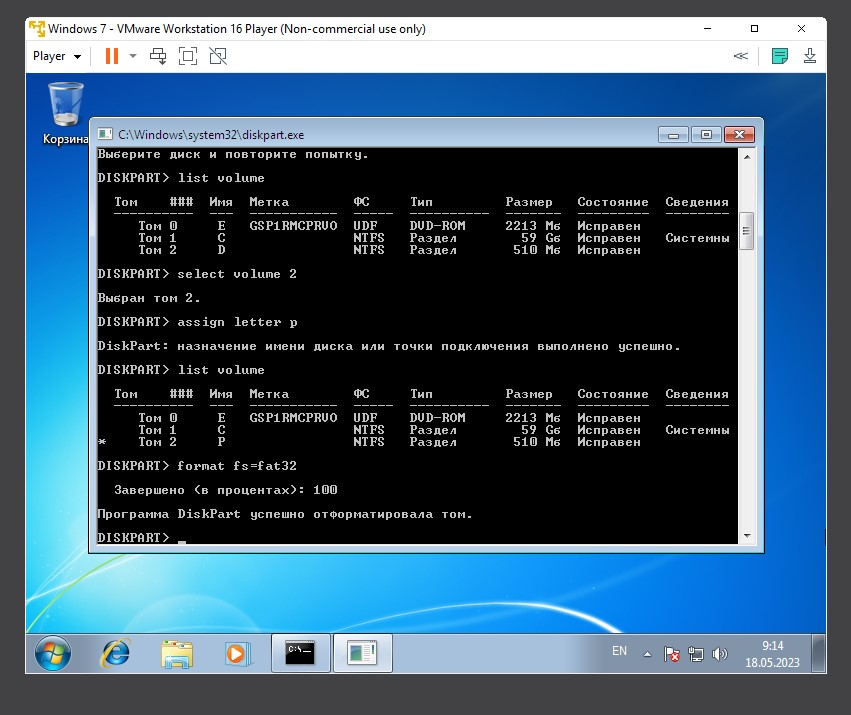 Windows 7 - VMware Workstation 16 Player (Non-commercial use only)
Player
Корзина
C:\Windows\system32\diskpart.exe
Выберите диск и повторите попытку.
DISKPART> list volume
Том ### Имя Метка ФС Тип Размер Состояние Сведения
Том 0 E GSP1RMCPRVO UDF DVD-ROM 2213 Мб Исправен
Том 1 C NTFS Раздел 59 Gб Исправен Системны
Том 2 D NTFS Раздел 510 Мб Исправен
DISKPART> select volume 2
Выбран том 2.
DISKPART> assign letter p
DiskPart: назначение имени диска или точки подключения выполнено успешно.
DISKPART> list volume
Том ### Имя Метка ФС Тип Размер Состояние Сведения
Том 0 E GSP1RMCPRVO UDF DVD-ROM 2213 Мб Исправен
Том 1 C NTFS Раздел 59 Gб Исправен Системны
* Том 2 P NTFS Раздел 510 Мб Исправен
DISKPART> format fs=fat32
Завершено (в процентах): 100
Программа DiskPart успешно отформатировала том.
DISKPART> _
EN
9:14
18.05.2023